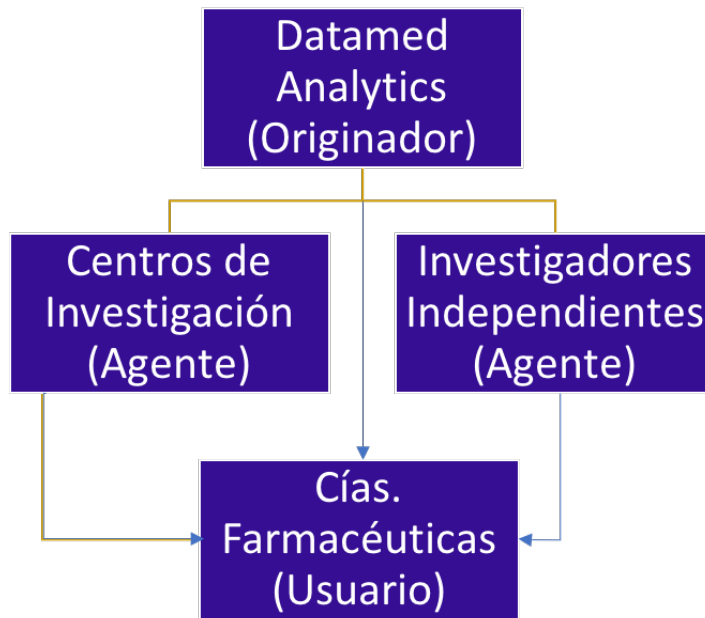 Datamed
Analytics
(Originador)
Centros de
Investigación
(Agente)
Investigadores
Independientes
(Agente)
Cías.
Farmacéuticas
(Usuario)